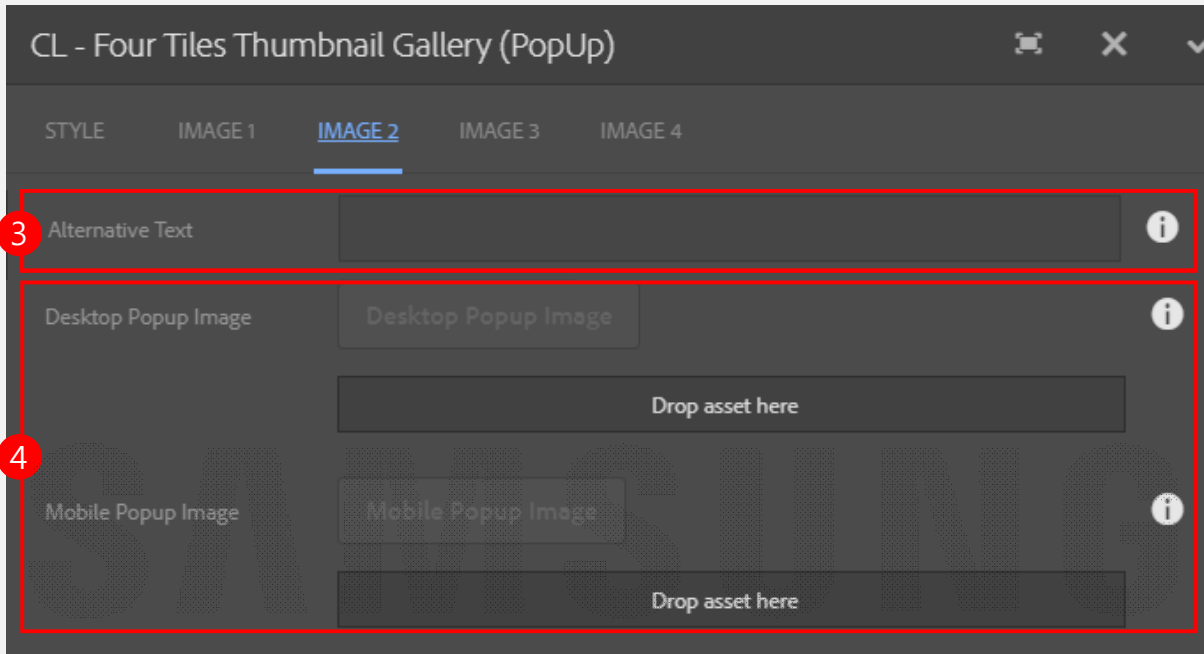 CL - Four Tiles Thumbnail Gallery (PopUp)
STYLE IMAGE 1 IMAGE 2 IMAGE 3 IMAGE 4
3 Alternative Text
Desktop Popup Image Desktop Popup Image
Drop asset here
4
SAMSUNG
Mobile Popup Image Mobile Popup Image
Drop asset here